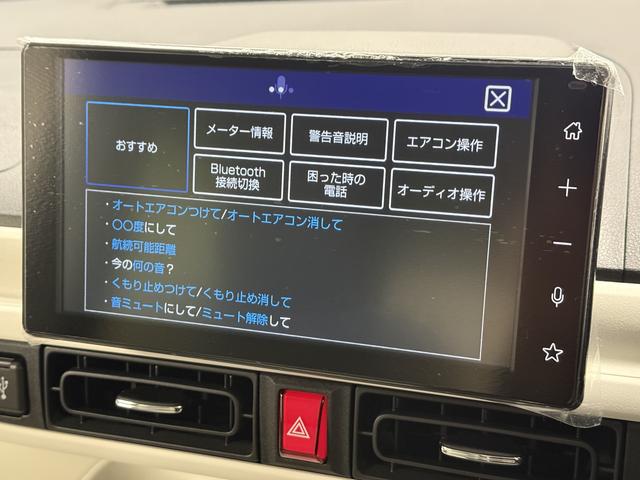 おすすめ
メーター情報
警告音説明
エアコン操作
Bluetooth
接続切換
困った時の
電話
オーディオ操作
・オートエアコンつけて/オートエアコン消して
・〇〇度にして
・航続可能距離
・今の何の音？
・くもり止めつけて/くもり止め消して
・音ミュートにして/ミュート解除して